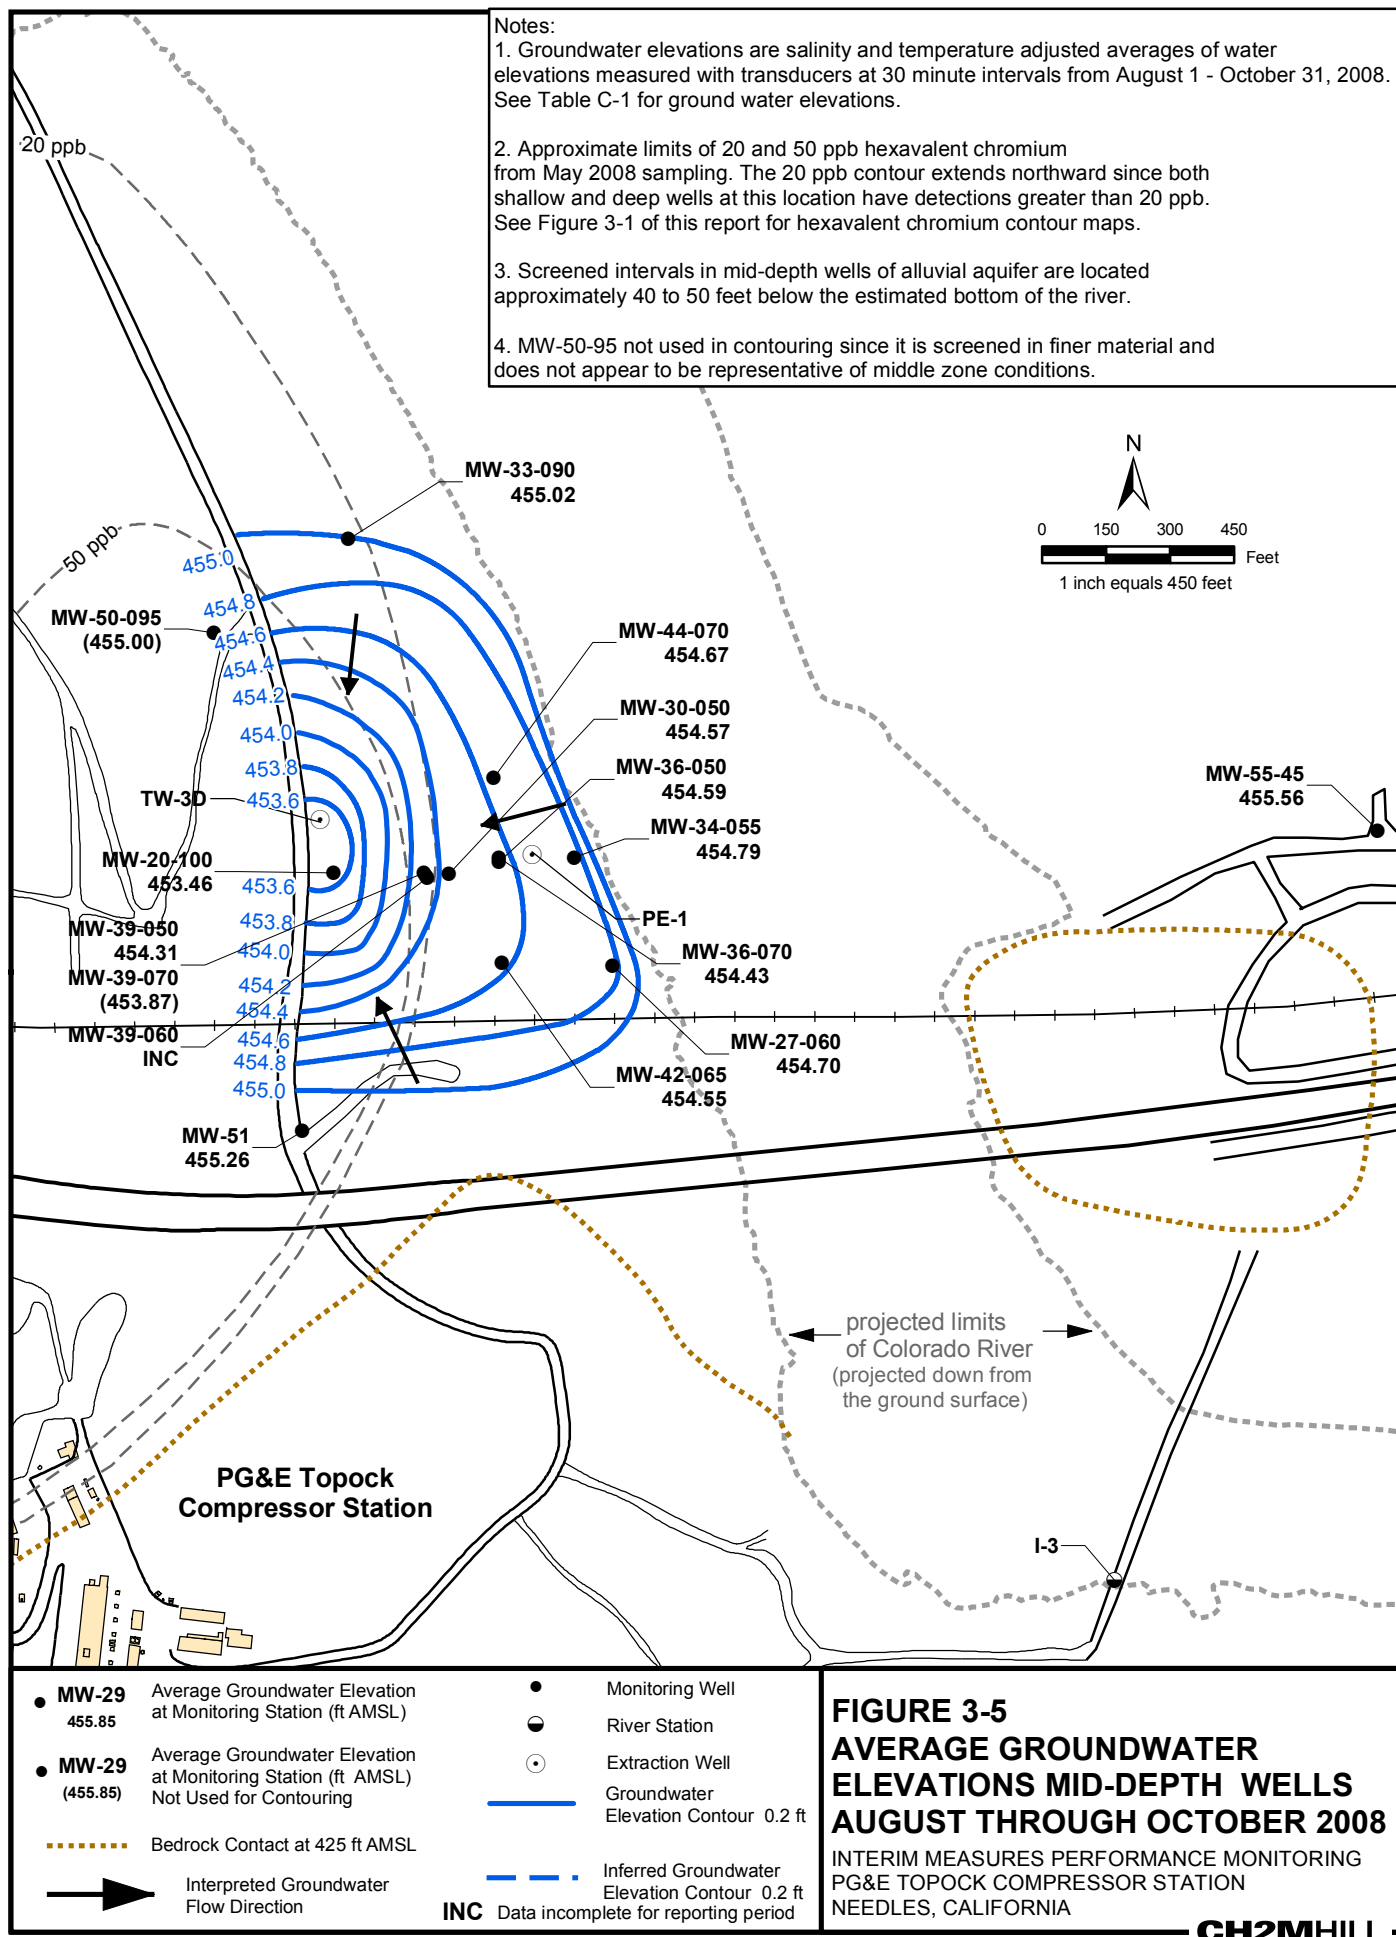 Notes:
1. Groundwater elevations are salinity and temperature adjusted averages of water
elevations measured with transducers at 30 minute intervals from August 1 - October 31, 2008.
See Table C-1 for ground water elevations.
2. Approximate limits of 20 and 50 ppb hexavalent chromium
from May 2008 sampling. The 20 ppb contour extends northward since both
shallow and deep wells at this location have detections greater than 20 ppb.
See Figure 3-1 of this report for hexavalent chromium contour maps.
3. Screened intervals in mid-depth wells of alluvial aquifer are located
approximately 40 to 50 feet below the estimated bottom of the river.
4. MW-50-95 not used in contouring since it is screened in finer material and
does not appear to be representative of middle zone conditions.
20 ppb
N
0 150 300 450
Feet
1 inch equals 450 feet
MW-33-090
455.02
50 ppb
455.0
454.8
MW-50-095
(455.00)
454.6
454.4
454.2
454.0
453.8
453.6
MW-44-070
454.67
MW-30-050
454.57
MW-36-050
454.59
MW-34-055
454.79
MW-55-45
455.56
TW-3D
MW-20-100
453.46
453.6
453.8
454.0
454.2
454.4
454.6
454.8
455.0
MW-39-050
454.31
MW-39-070
(453.87)
MW-39-060
INC
PE-1
MW-36-070
454.43
MW-27-060
454.70
MW-42-065
454.55
MW-51
455.26
projected limits
of Colorado River
(projected down from
the ground surface)
PG&E Topock
Compressor Station
I-3
MW-29
455.85
Average Groundwater Elevation
at Monitoring Station (ft AMSL)
MW-29
(455.85)
Average Groundwater Elevation
at Monitoring Station (ft AMSL)
Not Used for Contouring
Bedrock Contact at 425 ft AMSL
Interpreted Groundwater
Flow Direction
Monitoring Well
River Station
Extraction Well
Groundwater
Elevation Contour 0.2 ft
Inferred Groundwater
Elevation Contour 0.2 ft
INC Data incomplete for reporting period
FIGURE 3-5
AVERAGE GROUNDWATER
ELEVATIONS MID-DEPTH WELLS
AUGUST THROUGH OCTOBER 2008
INTERIM MEASURES PERFORMANCE MONITORING
PG&E TOPOCK COMPRESSOR STATION
NEEDLES, CALIFORNIA
CH2MHILL